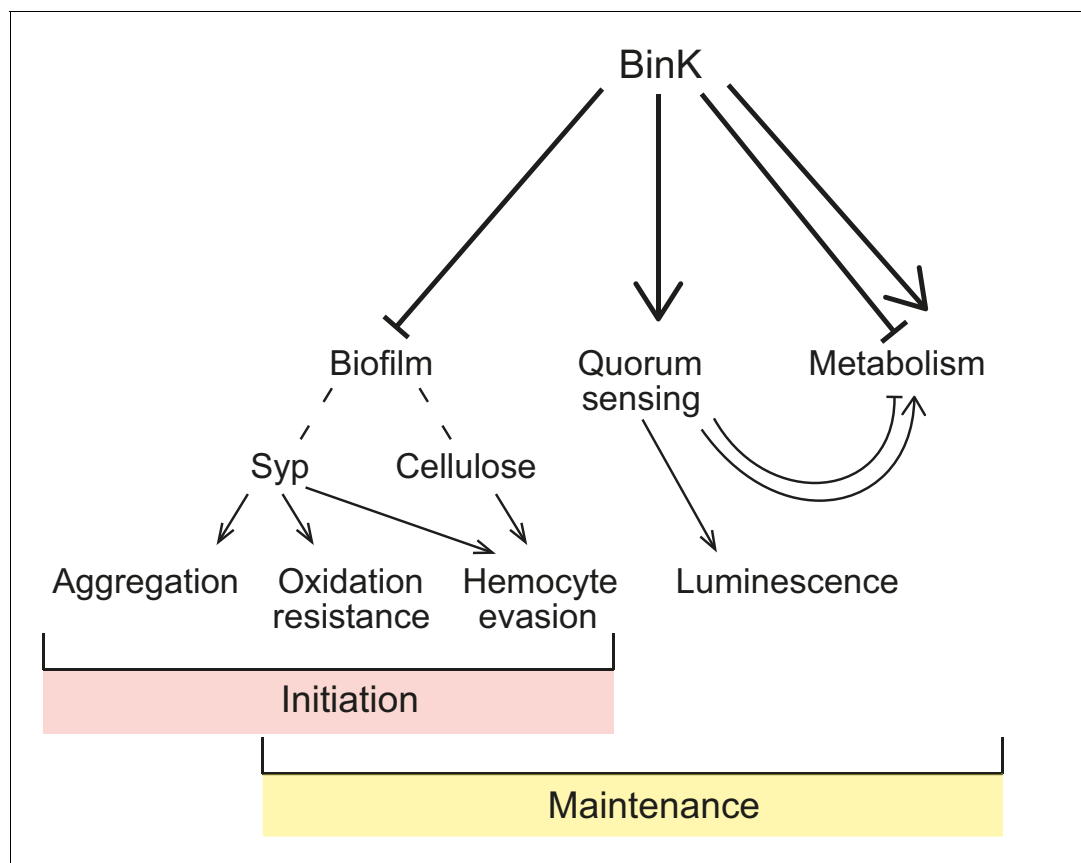 BinK
Biofilm
Quorum
sensing
Metabolism
Syp
Cellulose
Aggregation
Oxidation
resistance
Hemocyte
evasion
Luminescence
Initiation
Maintenance